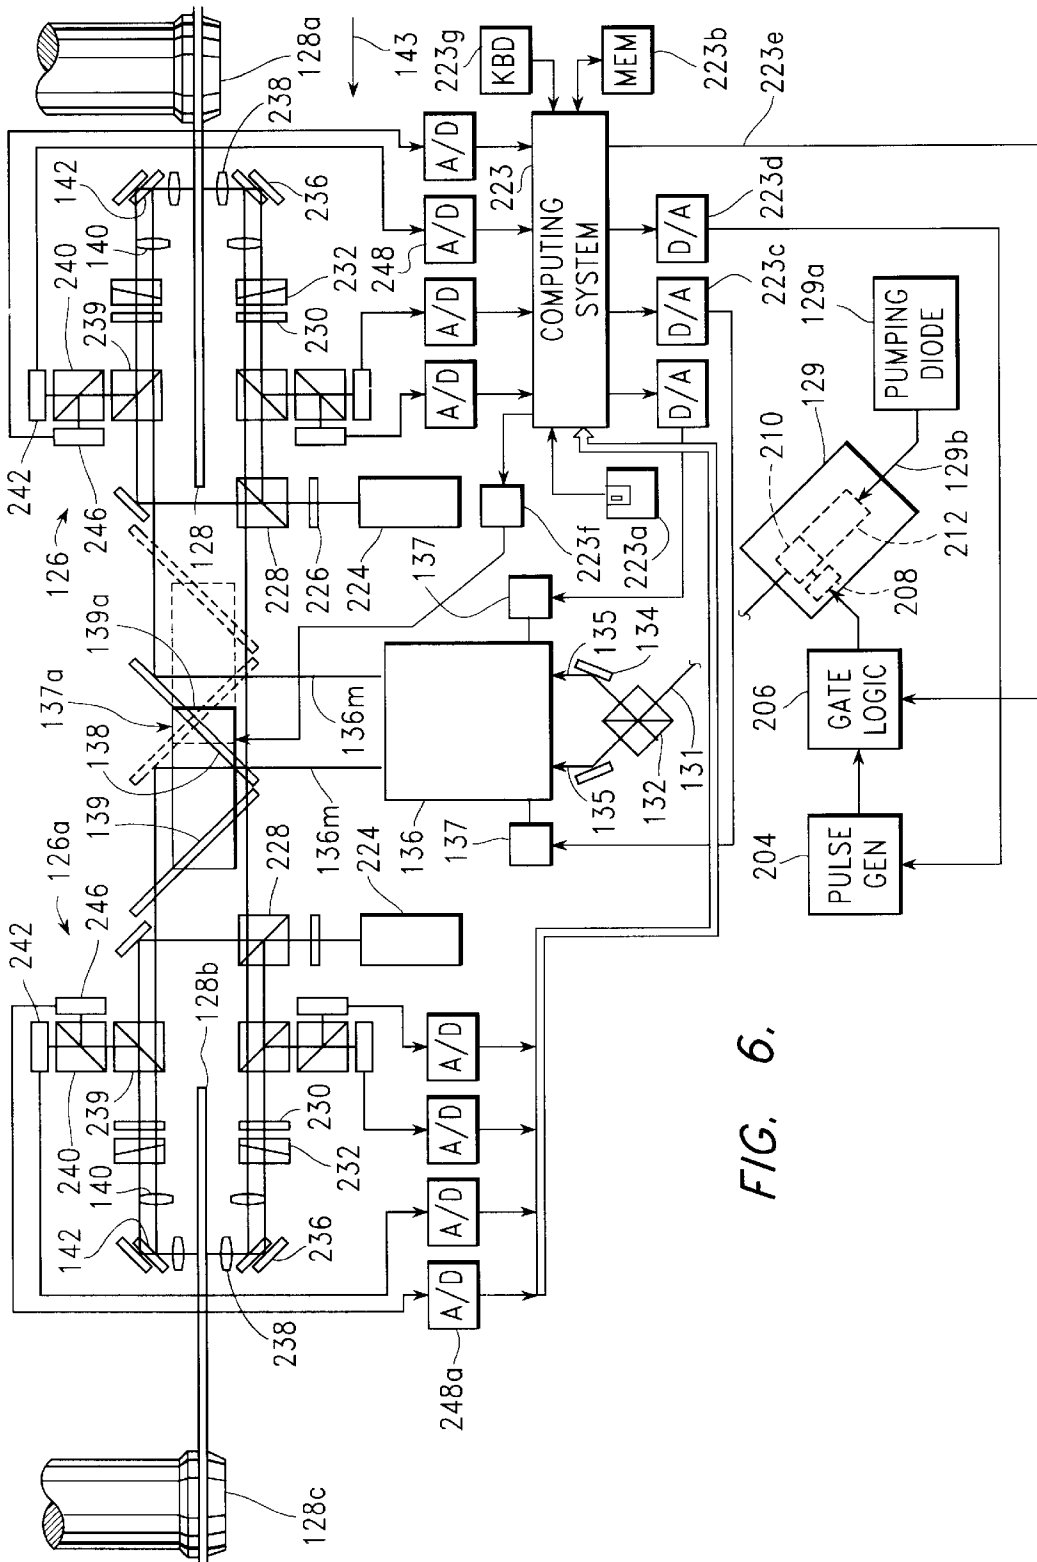 242
246
126a
137a
139a
138
139
126
242
246
240
239
140
142
240
239
140
142
128b
128
128c
128a
238
236
232
230
228
224
136m
136m
228
226
224
230
232
236
238
143
248a
A/D
A/D
A/D
A/D
136
137
135
132
131
134
135
137
223f
223a
A/D
A/D
248
A/D
A/D
223g
KBD
COMPUTING
SYSTEM
223
MEM
223b
D/A
D/A
D/A
223c
223d
223e
204
PULSE
GEN
206
GATE
LOGIC
208
212
210
129
129b
129a
PUMPING
DIODE
FIG. 6.